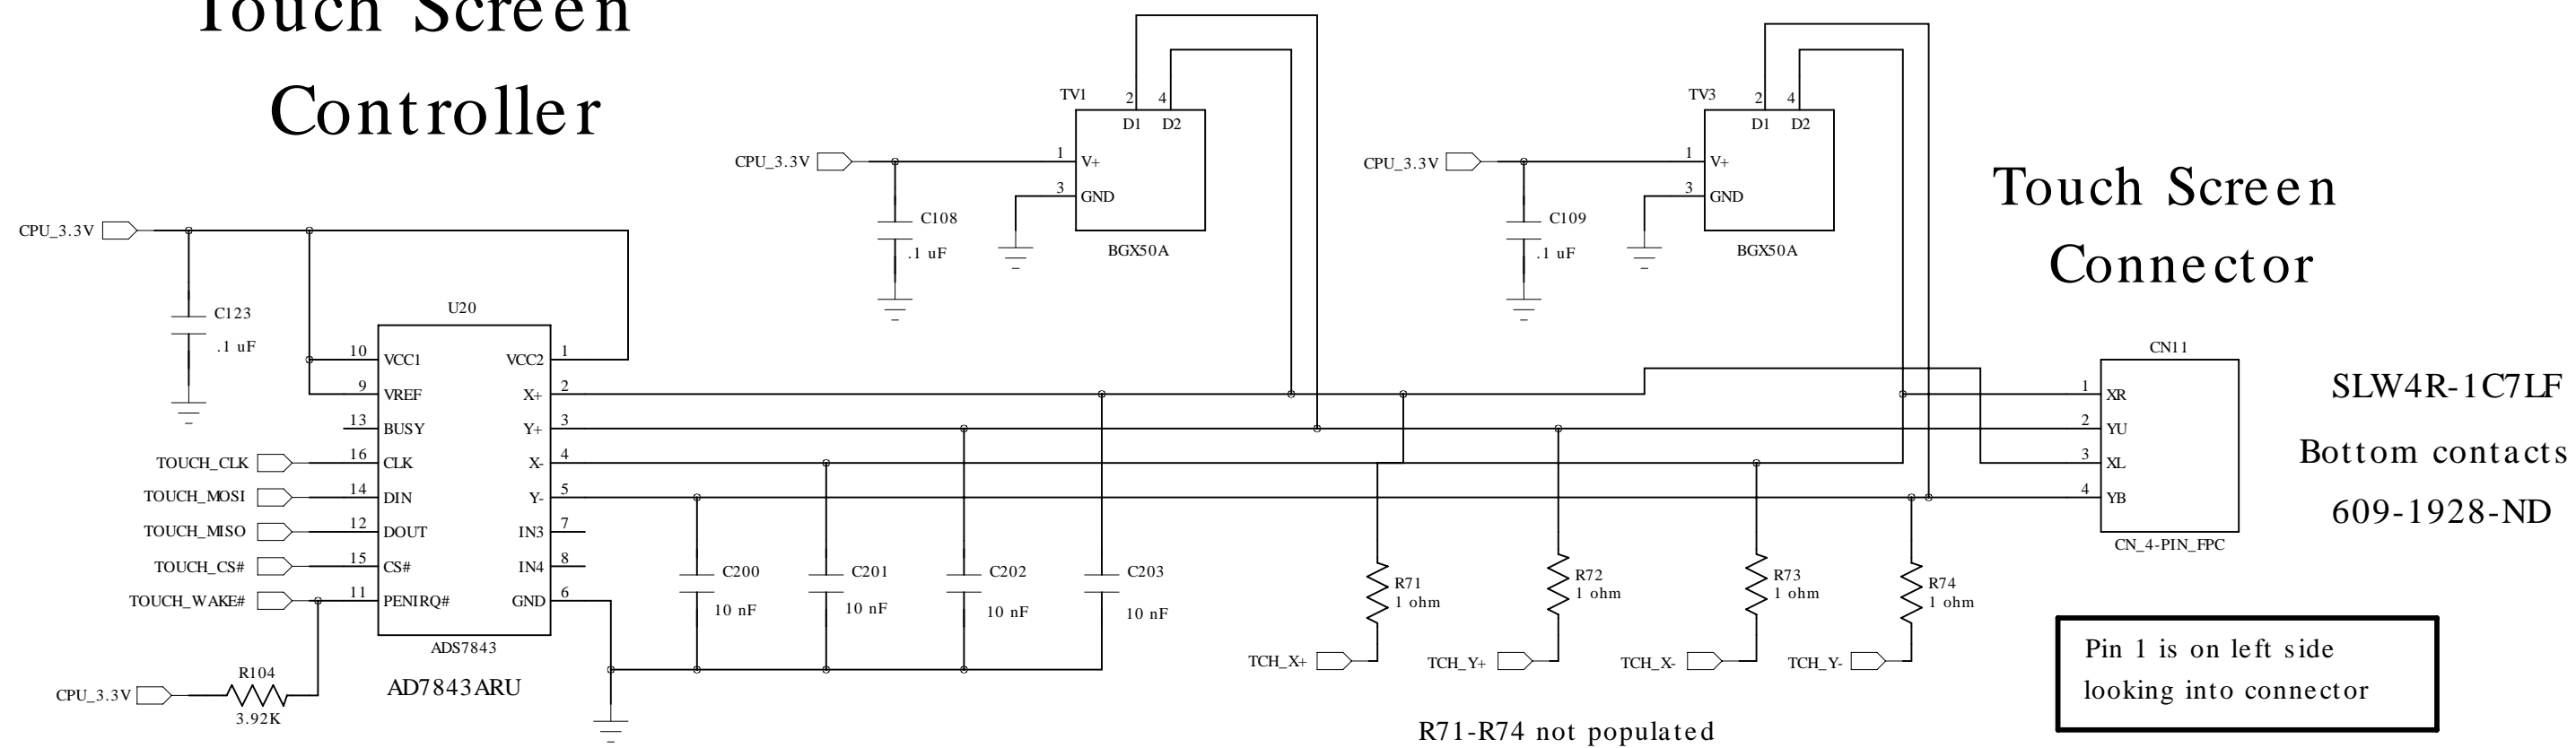 Touch Screen
Controller
CPU_3.3V
C123
.1 uF
U20
10 VCC1 VCC2 1
9 VREF X+ 2
13 BUSY Y+ 3
TOUCH_CLK 16 CLK X- 4
TOUCH_MOSI 14 DIN Y- 5
TOUCH_MISO 12 DOUT IN3 7
TOUCH_CS# 15 CS# IN4 8
TOUCH_WAKE# 11 PENIRQ# GND 6
ADS7843
AD7843ARU
CPU_3.3V
R104
3.92K
TV1
2 4
D1 D2
CPU_3.3V
1 V+
3 GND
C108
.1 uF
BGX50A
TV3
2 4
D1 D2
CPU_3.3V
1 V+
3 GND
C109
.1 uF
BGX50A
C200
10 nF
C201
10 nF
C202
10 nF
C203
10 nF
R71
1 ohm
R72
1 ohm
R73
1 ohm
R74
1 ohm
TCH_X+
TCH_Y+
TCH_X-
TCH_Y-
R71-R74 not populated
Touch Screen
Connector
CN11
1 XR
2 YU
3 XL
4 YB
CN_4-PIN_FPC
SLW4R-1C7LF
Bottom contacts
609-1928-ND
Pin 1 is on left side
looking into connector